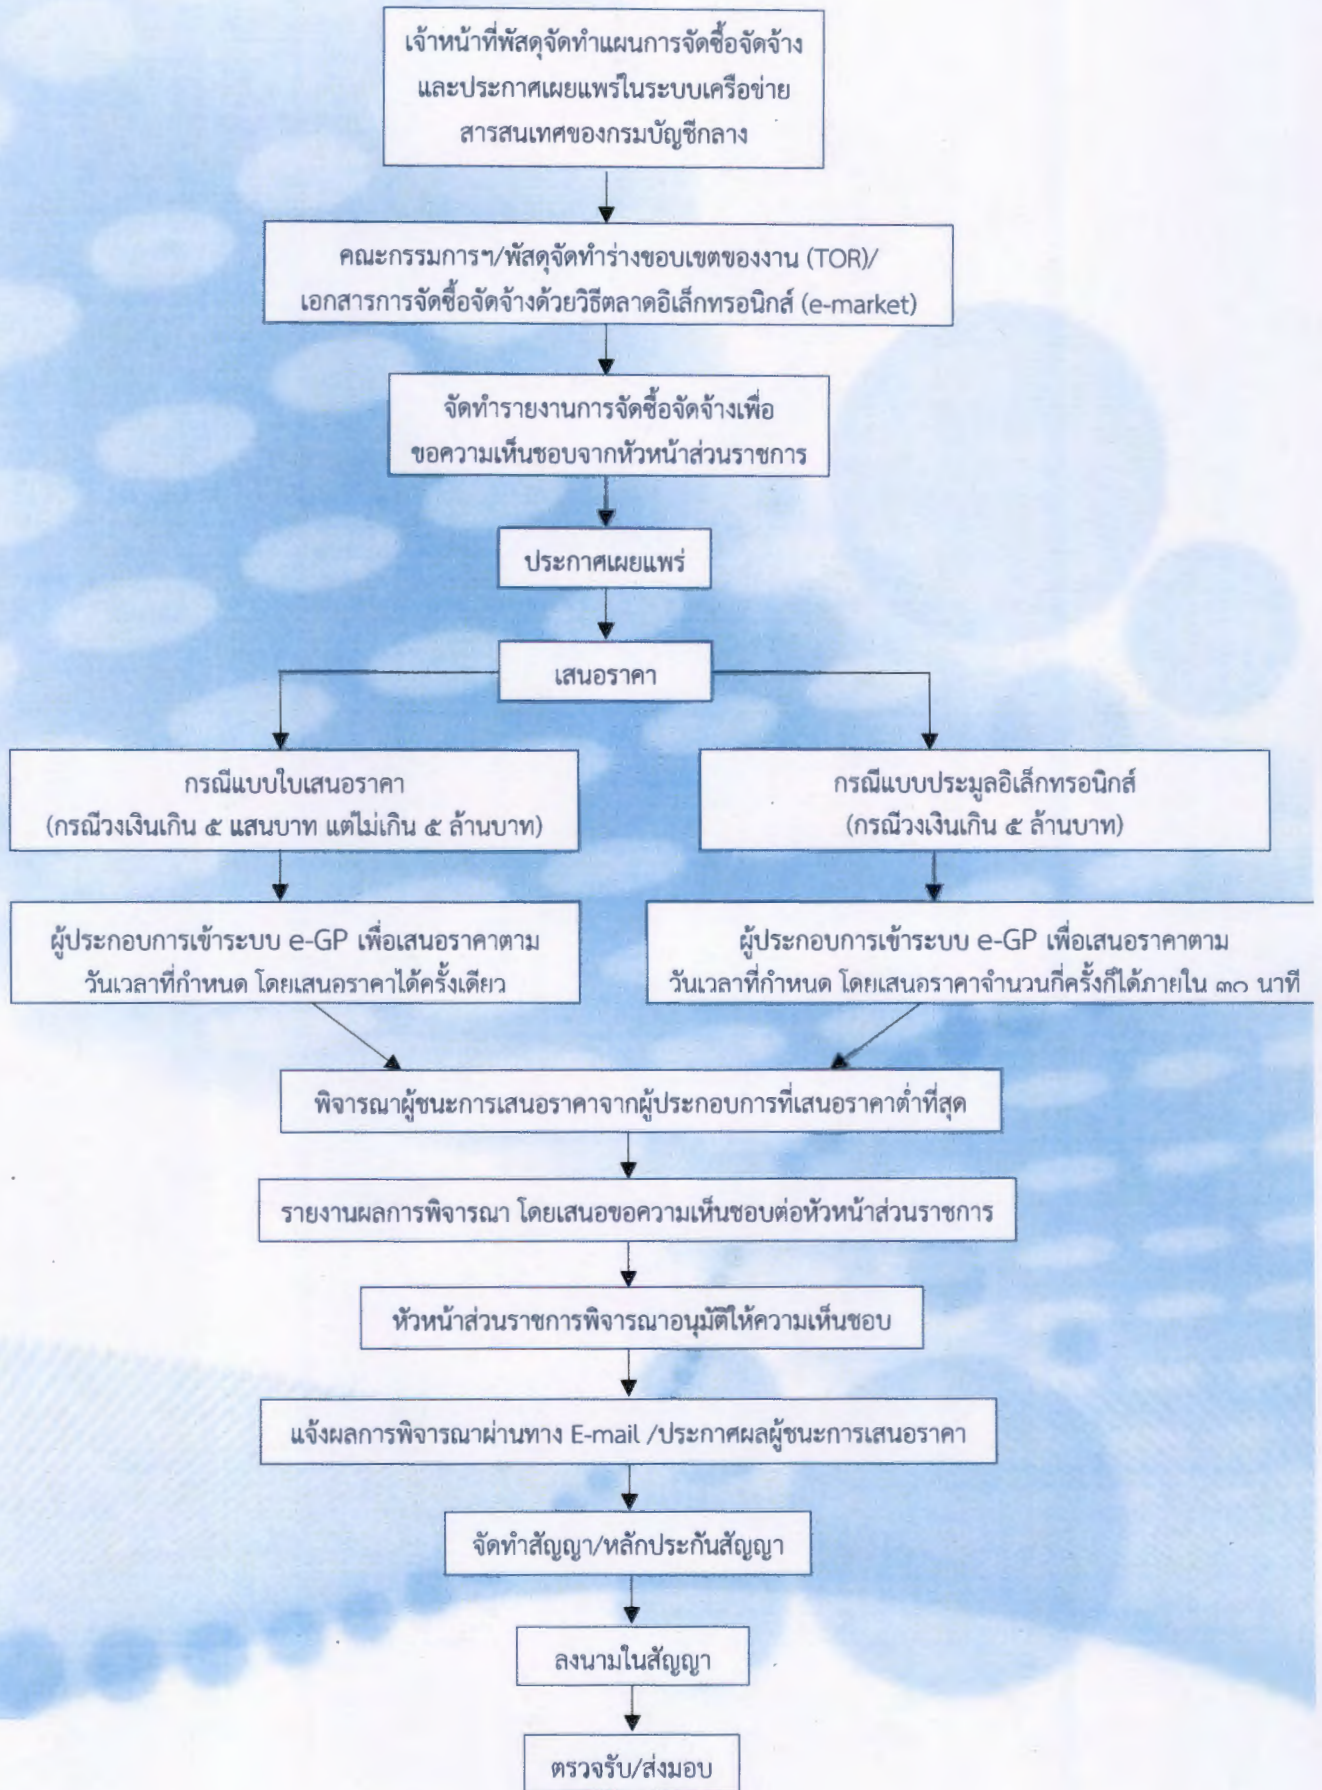 เจ้าหน้าที่พัสดุจัดทำแผนการจัดซื้อจัดจ้าง
และประกาศเผยแพร่ในระบบเครือข่าย
สารสนเทศของกรมบัญชีกลาง
คณะกรรมการฯ/พัสดุจัดทำร่างขอบเขตของงาน (TOR)/
เอกสารการจัดซื้อจัดจ้างด้วยวิธีตลาดอิเล็กทรอนิกส์ (e-market)
จัดทำรายงานการจัดซื้อจัดจ้างเพื่อ
ขอความเห็นชอบจากหัวหน้าส่วนราชการ
ประกาศเผยแพร่
เสนอราคา
กรณีแบบใบเสนอราคา
(กรณีวงเงินเกิน ๕ แสนบาท แต่ไม่เกิน ๕ ล้านบาท)
กรณีแบบประมูลอิเล็กทรอนิกส์
(กรณีวงเงินเกิน ๕ ล้านบาท)
ผู้ประกอบการเข้าระบบ e-GP เพื่อเสนอราคาตาม
วันเวลาที่กำหนด โดยเสนอราคาได้ครั้งเดียว
ผู้ประกอบการเข้าระบบ e-GP เพื่อเสนอราคาตาม
วันเวลาที่กำหนด โดยเสนอราคาจำนวนกี่ครั้งก็ได้ภายใน ๓๐ นาที
พิจารณาผู้ชนะการเสนอราคาจากผู้ประกอบการที่เสนอราคาต่ำที่สุด
รายงานผลการพิจารณา โดยเสนอขอความเห็นชอบต่อหัวหน้าส่วนราชการ
หัวหน้าส่วนราชการพิจารณาอนุมัติให้ความเห็นชอบ
แจ้งผลการพิจารณาผ่านทาง E-mail /ประกาศผลผู้ชนะการเสนอราคา
จัดทำสัญญา/หลักประกันสัญญา
ลงนามในสัญญา
ตรวจรับ/ส่งมอบ